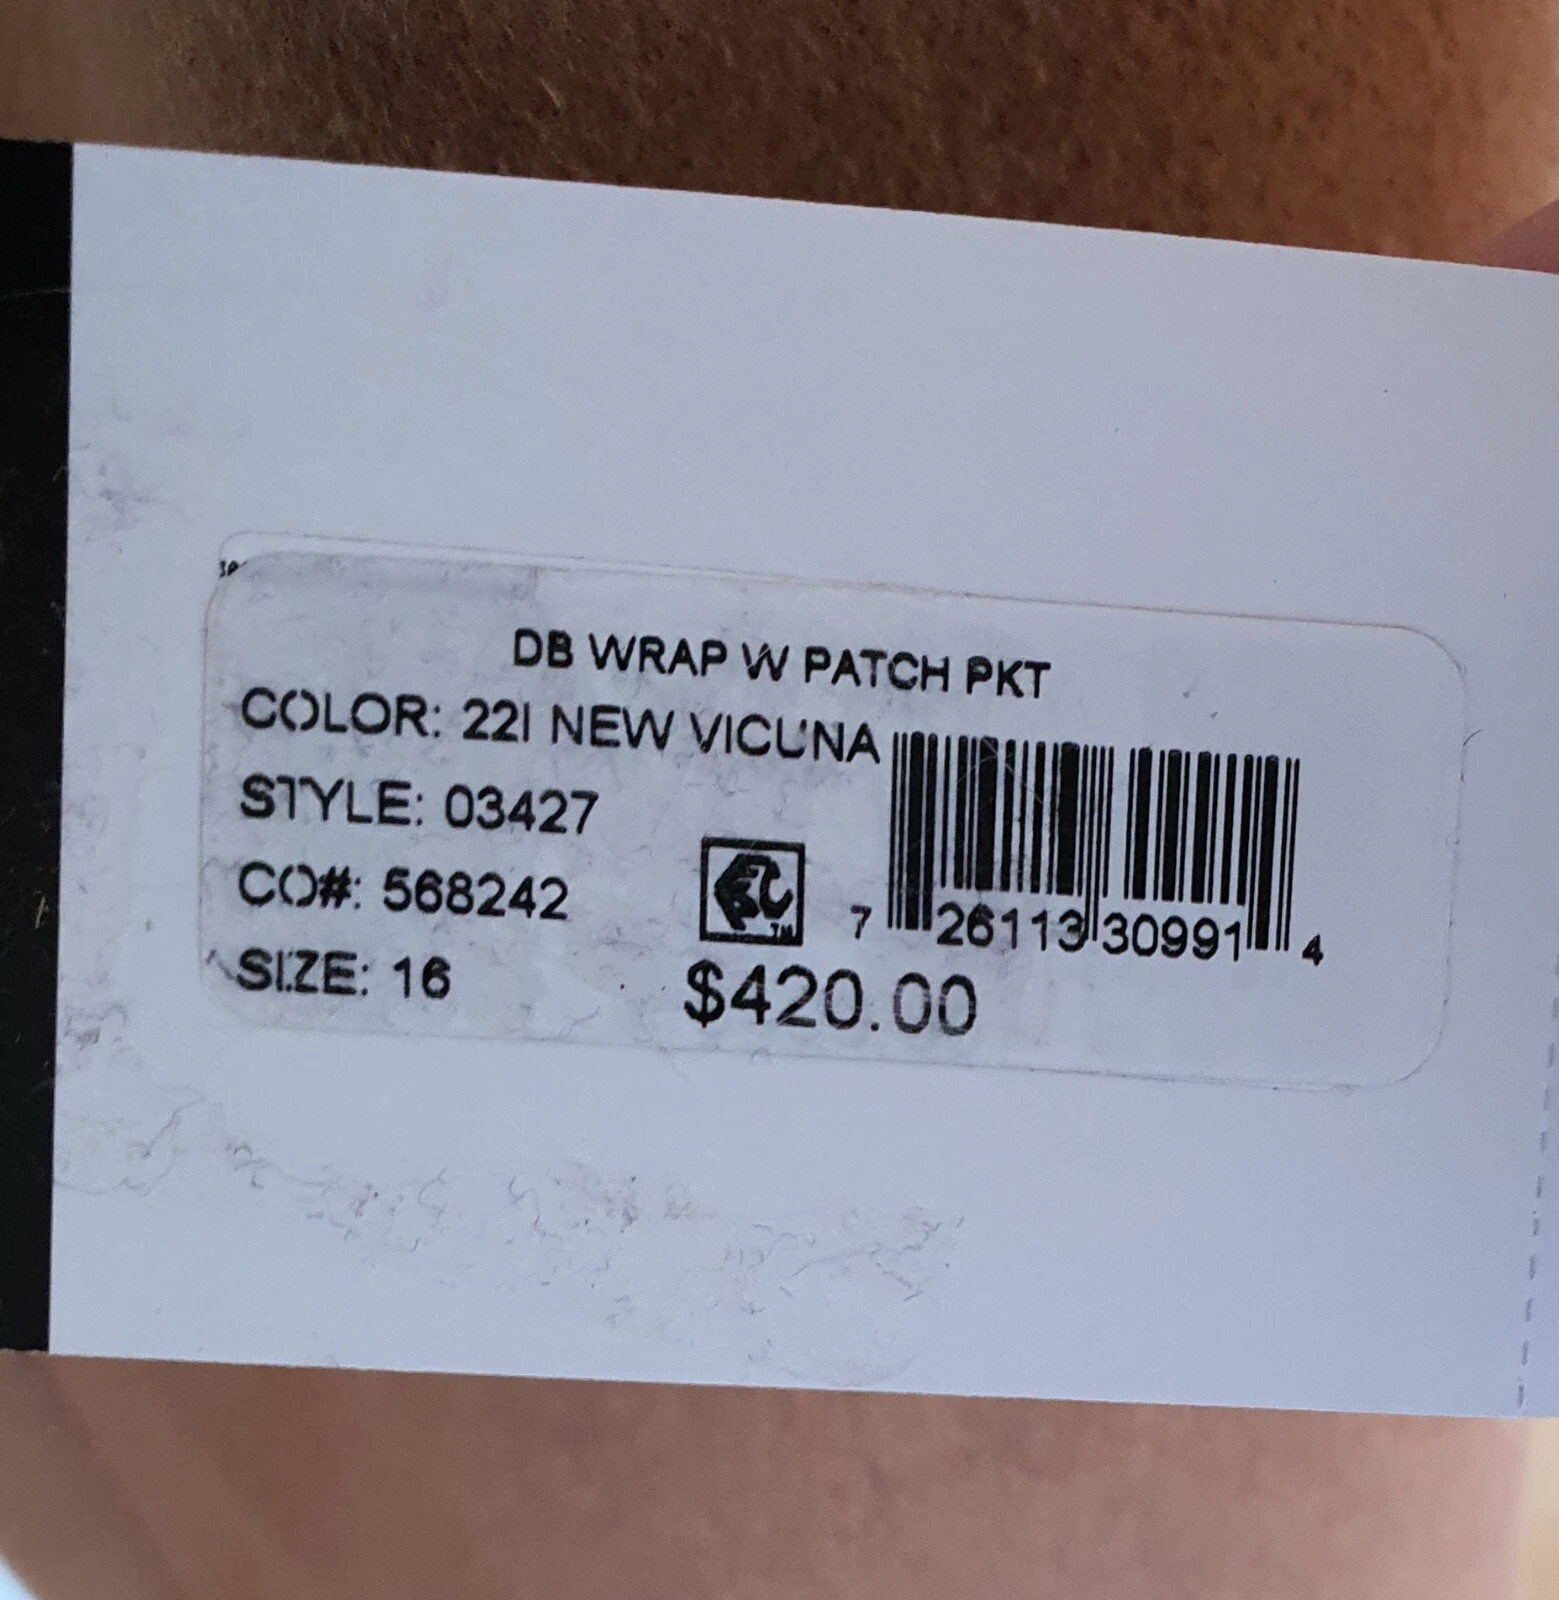 DB WRAP W PATCH PKT
COLOR: 22I NEW VICUNA
STYLE: 03427
CO#: 568242
SIZE: 16
TM
7 26113 30991 4
$420.00